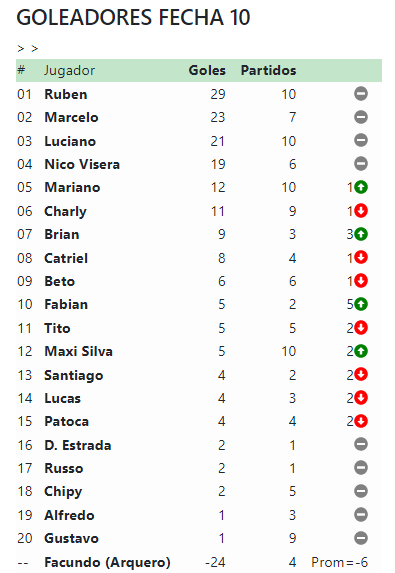 GOLEADORES FECHA 10
> >
# Jugador Goles Partidos
01 Ruben 29 10
02 Marcelo 23 7
03 Luciano 21 10
04 Nico Visera 19 6
05 Mariano 12 10 1
06 Charly 11 9 1
07 Brian 9 3 3
08 Catriel 8 4 1
09 Beto 6 6 1
10 Fabian 5 2 5
11 Tito 5 5 2
12 Maxi Silva 5 10 2
13 Santiago 4 2 2
14 Lucas 4 3 2
15 Patoca 4 4 2
16 D. Estrada 2 1
17 Russo 2 1
18 Chipy 2 5
19 Alfredo 1 3
20 Gustavo 1 9
-- Facundo (Arquero) -24 4 Prom=-6